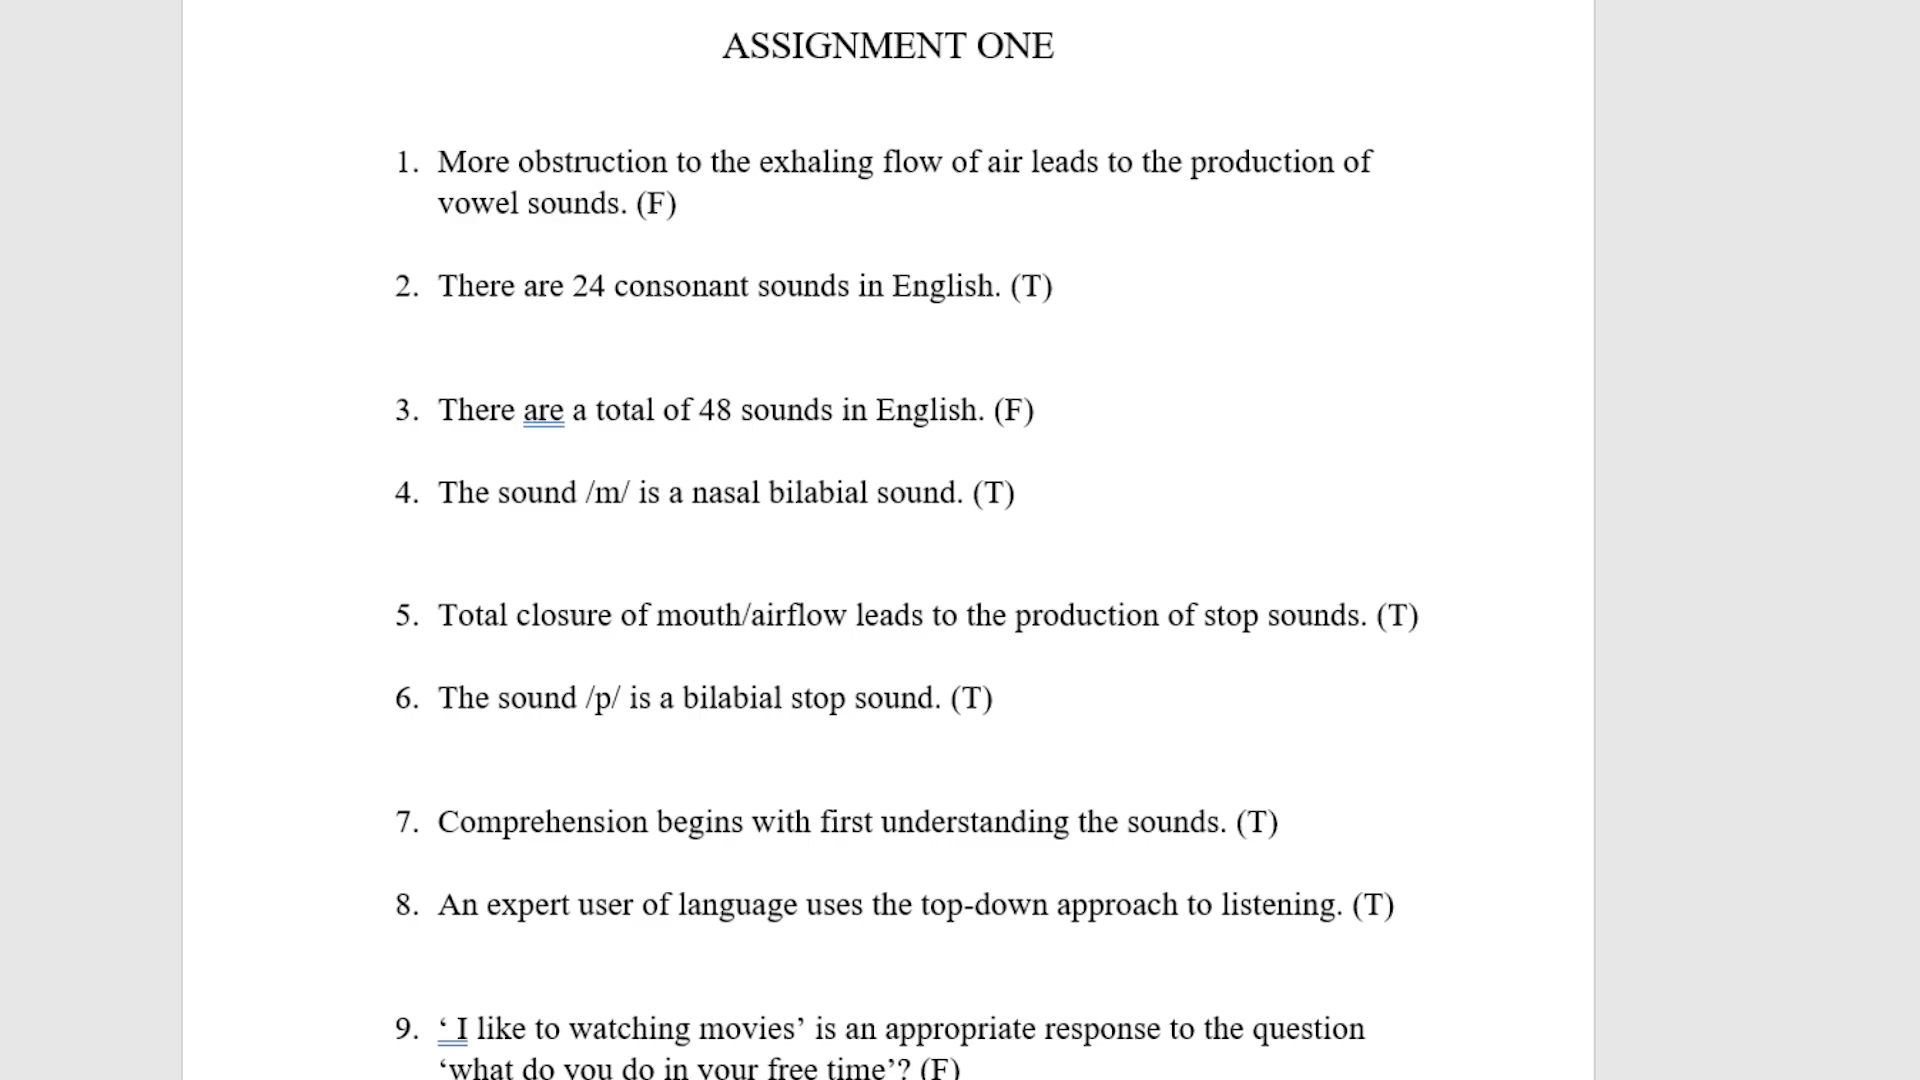 ASSIGNMENT ONE
1. More obstruction to the exhaling flow of air leads to the production of
vowel sounds. (F)
2. There are 24 consonant sounds in English. (T)
3. There are a total of 48 sounds in English. (F)
4. The sound /m/ is a nasal bilabial sound. (T)
5. Total closure of mouth/airflow leads to the production of stop sounds. (T)
6. The sound /p/ is a bilabial stop sound. (T)
7. Comprehension begins with first understanding the sounds. (T)
8. An expert user of language uses the top-down approach to listening. (T)
9. ‘ I like to watching movies’ is an appropriate response to the question
‘what do you do in your free time’? (F)